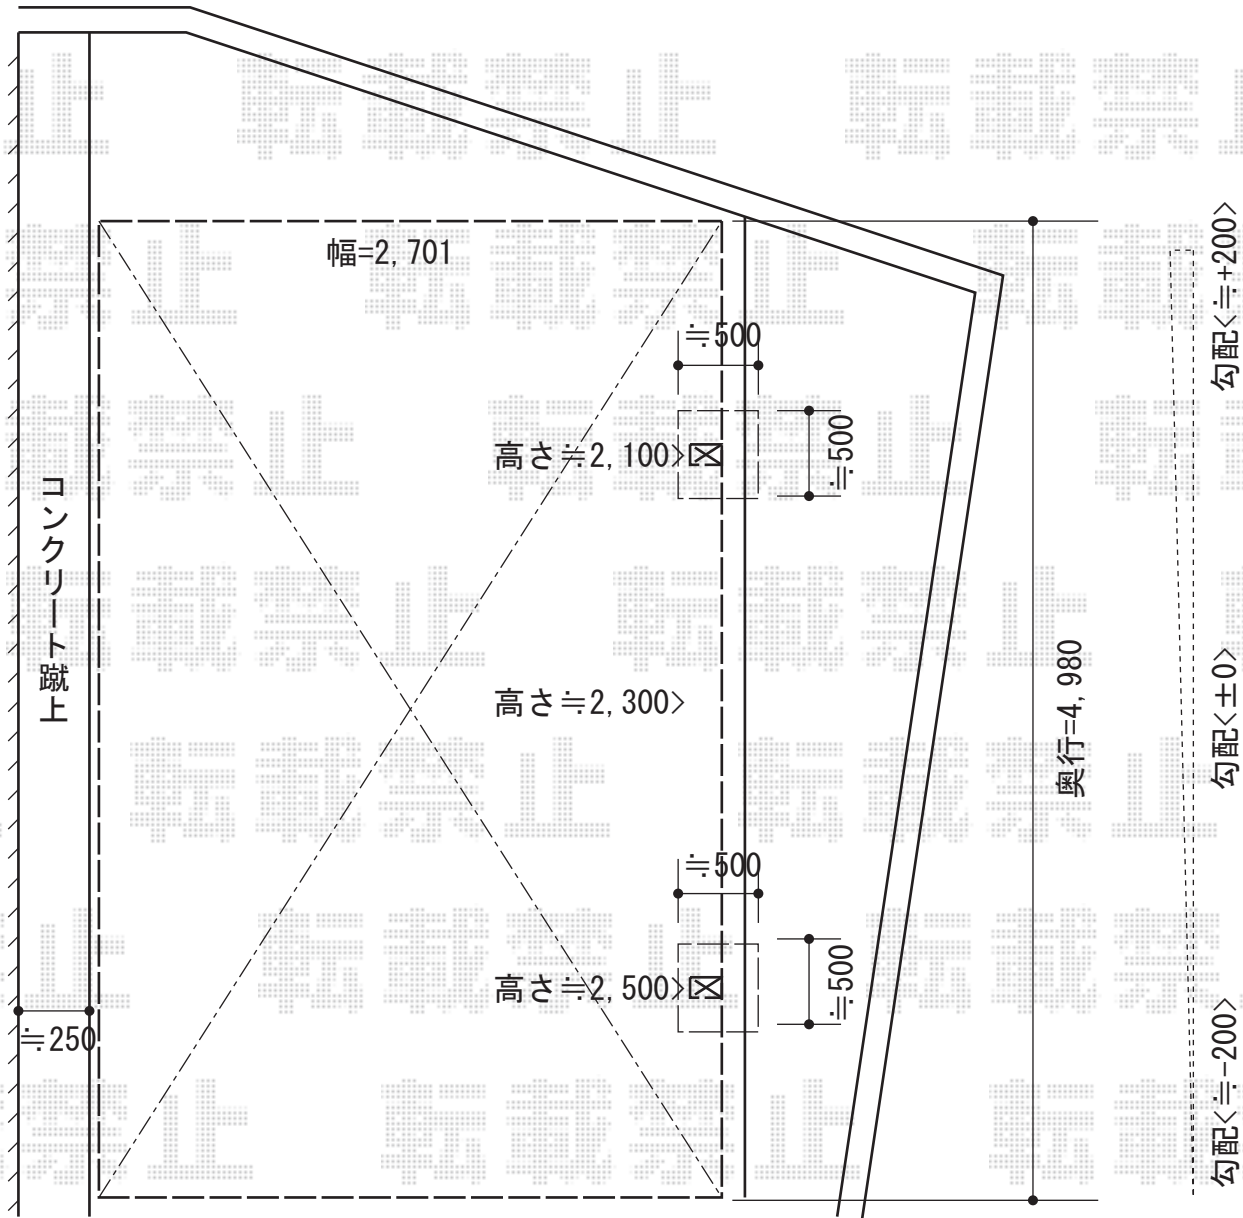 幅=2,701
≒500
≒500
高さ≒2,100>
コンクリート蹴上
高さ≒2,300>
≒500
≒500
高さ≒2,500>
≒250
奥行=4,980
勾配<≒+200>
勾配<±0>
勾配<≒-200>
転載禁止